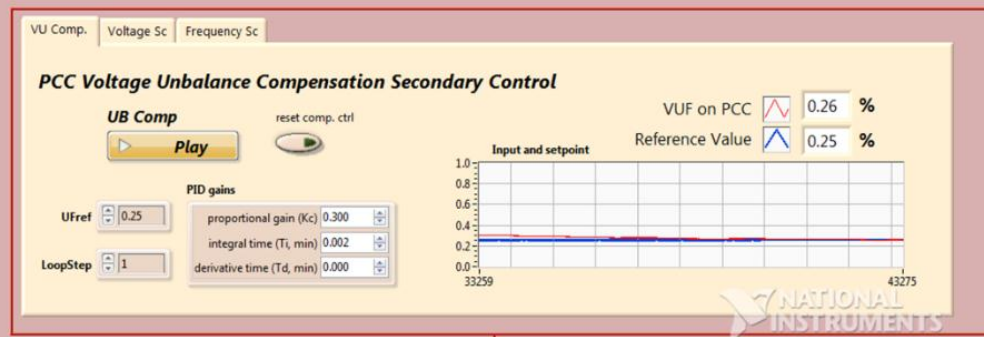 VU Comp. Voltage Sc Frequency Sc
PCC Voltage Unbalance Compensation Secondary Control
UB Comp
Play
reset comp. ctrl
VUF on PCC 0.26 %
Reference Value 0.25 %
UFref 0.25
LoopStep 1
PID gains
proportional gain (Kc) 0.300
integral time (Ti, min) 0.002
derivative time (Td, min) 0.000
Input and setpoint
1.0
0.8
0.6
0.4
0.2
0.0
33259 43275
NATIONAL
INSTRUMENTS